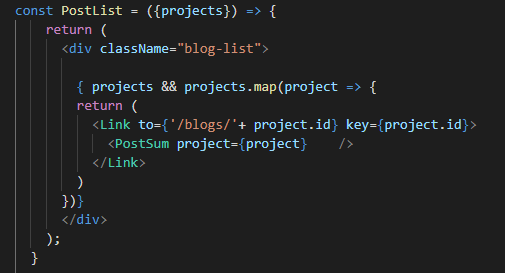 const PostList = ({projects}) => {
return (
<div className="blog-list">
{ projects && projects.map(project => {
return (
<Link to={'/blogs/'+ project.id} key={project.id}>
<PostSum project={project}    />
</Link>
)
})}
</div>
);
}